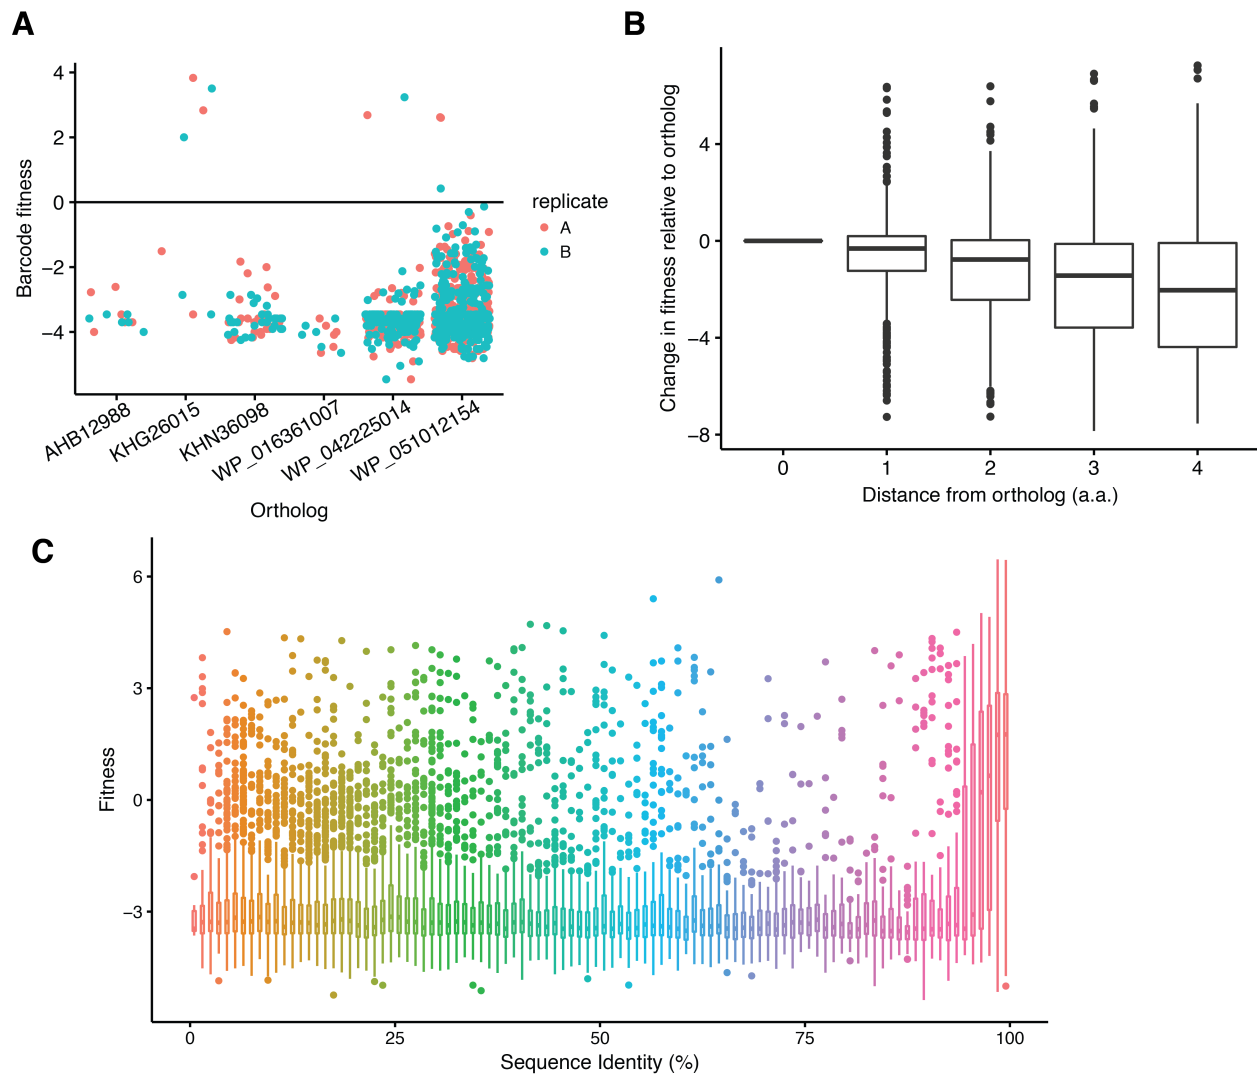 A
4
2
0
−2
−4
Barcode fitness
AHB12988
KHG26015
KHN36098
WP_016361007
WP_042225014
WP_051012154
Ortholog
replicate
A
B
B
4
0
−4
−8
Change in fitness relative to ortholog
0 1 2 3 4
Distance from ortholog (a.a.)
C
6
3
0
−3
Fitness
0 25 50 75 100
Sequence Identity (%)